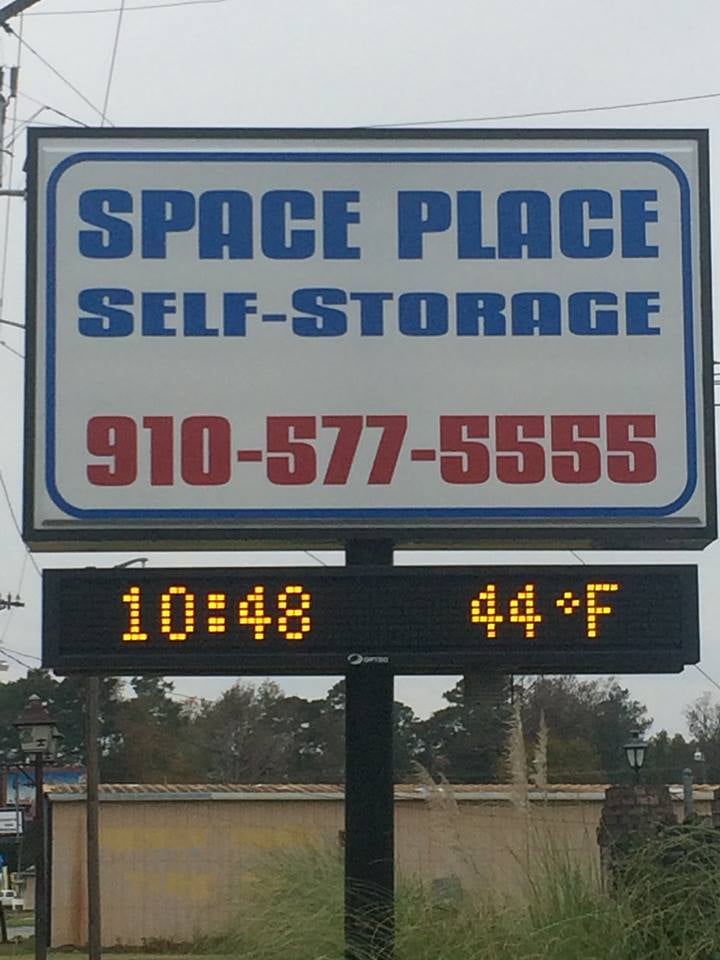 SPACE PLACE
SELF-STORAGE
910-577-5555
10:48 44°F